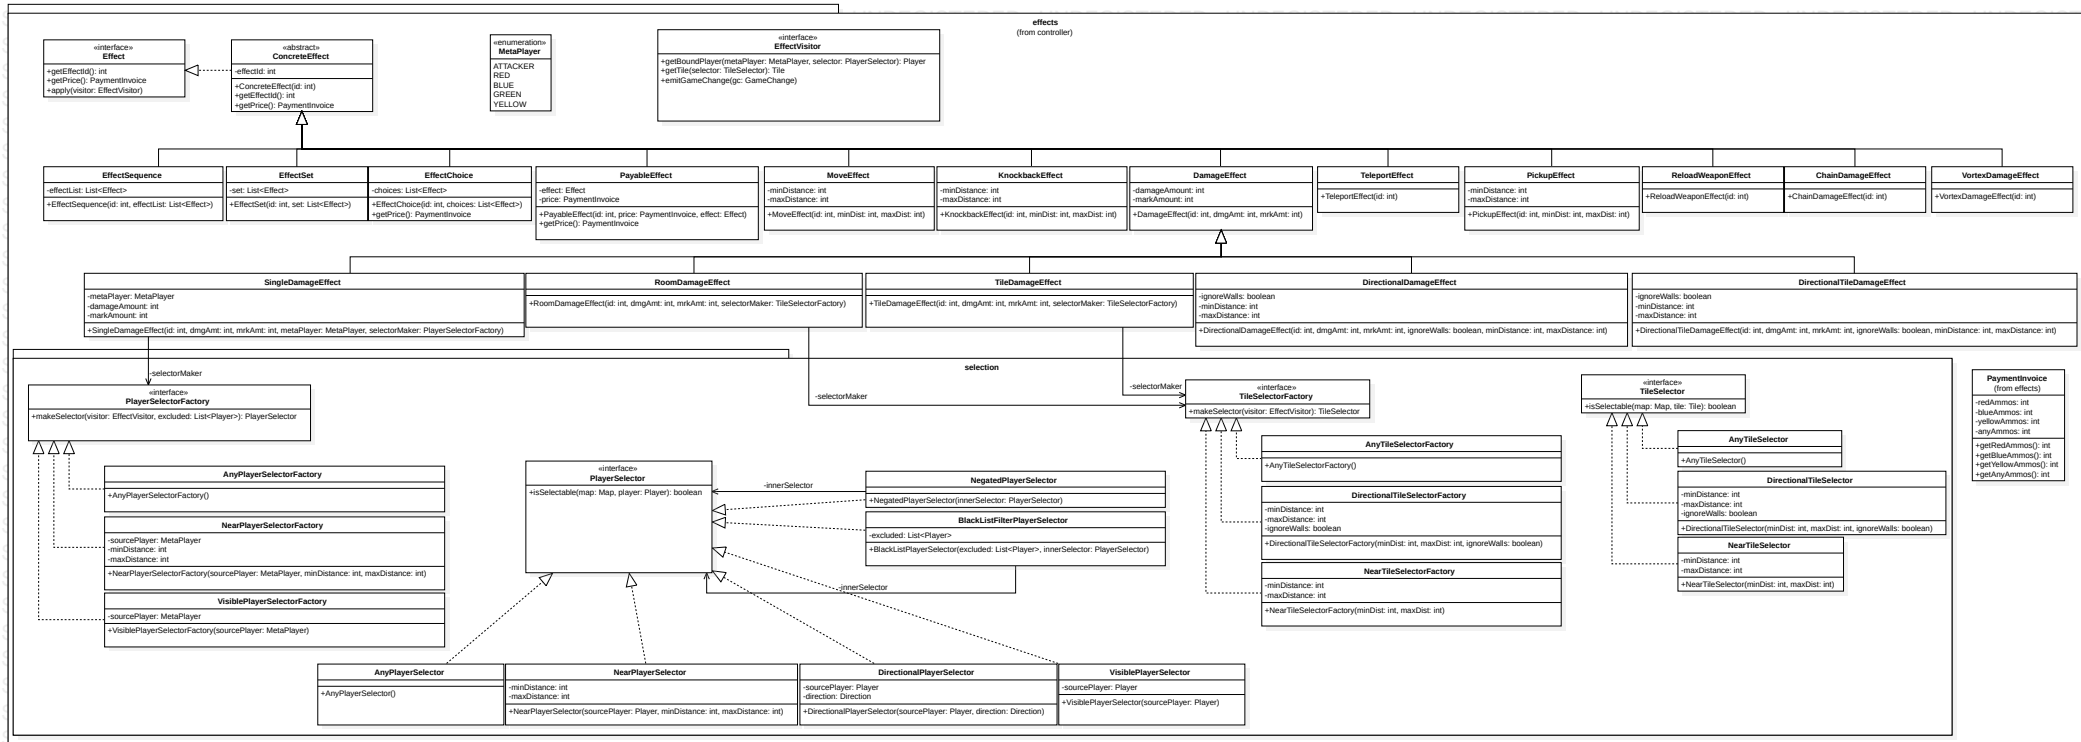 effects
(from controller)
«interface»
Effect
+getEffectId(): int
+getPrice(): PaymentInvoice
+apply(visitor: EffectVisitor)
«abstract»
ConcreteEffect
-effectId: int
+ConcreteEffect(id: int)
+getEffectId(): int
+getPrice(): PaymentInvoice
«enumeration»
MetaPlayer
ATTACKER
RED
BLUE
GREEN
YELLOW
«interface»
EffectVisitor
+getBoundPlayer(metaPlayer: MetaPlayer, selector: PlayerSelector): Player
+getTile(selector: TileSelector): Tile
+emitGameChange(gc: GameChange)
EffectSequence
-effectList: List<Effect>
+EffectSequence(id: int, effectList: List<Effect>)
EffectSet
-set: List<Effect>
+EffectSet(id: int, set: List<Effect>)
EffectChoice
-choices: List<Effect>
+EffectChoice(id: int, choices: List<Effect>)
+getPrice(): PaymentInvoice
PayableEffect
-effect: Effect
-price: PaymentInvoice
+PayableEffect(id: int, price: PaymentInvoice, effect: Effect)
+getPrice(): PaymentInvoice
MoveEffect
-minDistance: int
-maxDistance: int
+MoveEffect(id: int, minDist: int, maxDist: int)
KnockbackEffect
-minDistance: int
-maxDistance: int
+KnockbackEffect(id: int, minDist: int, maxDist: int)
DamageEffect
-damageAmount: int
-markAmount: int
+DamageEffect(id: int, dmgAmt: int, mrkAmt: int)
TeleportEffect
+TeleportEffect(id: int)
PickupEffect
-minDistance: int
-maxDistance: int
+PickupEffect(id: int, minDist: int, maxDist: int)
ReloadWeaponEffect
+ReloadWeaponEffect(id: int)
ChainDamageEffect
+ChainDamageEffect(id: int)
VortexDamageEffect
+VortexDamageEffect(id: int)
SingleDamageEffect
-metaPlayer: MetaPlayer
-damageAmount: int
-markAmount: int
+SingleDamageEffect(id: int, dmgAmt: int, mrkAmt: int, metaPlayer: MetaPlayer, selectorMaker: PlayerSelectorFactory)
RoomDamageEffect
+RoomDamageEffect(id: int, dmgAmt: int, mrkAmt: int, selectorMaker: TileSelectorFactory)
TileDamageEffect
+TileDamageEffect(id: int, dmgAmt: int, mrkAmt: int, selectorMaker: TileSelectorFactory)
DirectionalDamageEffect
-ignoreWalls: boolean
-minDistance: int
-maxDistance: int
+DirectionalDamageEffect(id: int, dmgAmt: int, mrkAmt: int, ignoreWalls: boolean, minDistance: int, maxDistance: int)
DirectionalTileDamageEffect
-ignoreWalls: boolean
-minDistance: int
-maxDistance: int
+DirectionalTileDamageEffect(id: int, dmgAmt: int, mrkAmt: int, ignoreWalls: boolean, minDistance: int, maxDistance: int)
selection
-selectorMaker
-selectorMaker
-selectorMaker
«interface»
PlayerSelectorFactory
+makeSelector(visitor: EffectVisitor, excluded: List<Player>): PlayerSelector
«interface»
TileSelectorFactory
+makeSelector(visitor: EffectVisitor): TileSelector
«interface»
TileSelector
+isSelectable(map: Map, tile: Tile): boolean
PaymentInvoice
(from effects)
-redAmmos: int
-blueAmmos: int
-yellowAmmos: int
-anyAmmos: int
+getRedAmmos(): int
+getBlueAmmos(): int
+getYellowAmmos(): int
+getAnyAmmos(): int
AnyPlayerSelectorFactory
+AnyPlayerSelectorFactory()
NearPlayerSelectorFactory
-sourcePlayer: MetaPlayer
-minDistance: int
-maxDistance: int
+NearPlayerSelectorFactory(sourcePlayer: MetaPlayer, minDistance: int, maxDistance: int)
VisiblePlayerSelectorFactory
-sourcePlayer: MetaPlayer
+VisiblePlayerSelectorFactory(sourcePlayer: MetaPlayer)
«interface»
PlayerSelector
+isSelectable(map: Map, player: Player): boolean
-innerSelector
NegatedPlayerSelector
+NegatedPlayerSelector(innerSelector: PlayerSelector)
BlackListFilterPlayerSelector
-excluded: List<Player>
+BlackListPlayerSelector(excluded: List<Player>, innerSelector: PlayerSelector)
-innerSelector
AnyTileSelectorFactory
+AnyTileSelectorFactory()
DirectionalTileSelectorFactory
-minDistance: int
-maxDistance: int
-ignoreWalls: boolean
+DirectionalTileSelectorFactory(minDist: int, maxDist: int, ignoreWalls: boolean)
NearTileSelectorFactory
-minDistance: int
-maxDistance: int
+NearTileSelectorFactory(minDist: int, maxDist: int)
AnyTileSelector
+AnyTileSelector()
DirectionalTileSelector
-minDistance: int
-maxDistance: int
-ignoreWalls: boolean
+DirectionalTileSelector(minDist: int, maxDist: int, ignoreWalls: boolean)
NearTileSelector
-minDistance: int
-maxDistance: int
+NearTileSelector(minDist: int, maxDist: int)
AnyPlayerSelector
+AnyPlayerSelector()
NearPlayerSelector
-minDistance: int
-maxDistance: int
+NearPlayerSelector(sourcePlayer: Player, minDistance: int, maxDistance: int)
DirectionalPlayerSelector
-sourcePlayer: Player
-direction: Direction
+DirectionalPlayerSelector(sourcePlayer: Player, direction: Direction)
VisiblePlayerSelector
-sourcePlayer: Player
+VisiblePlayerSelector(sourcePlayer: Player)